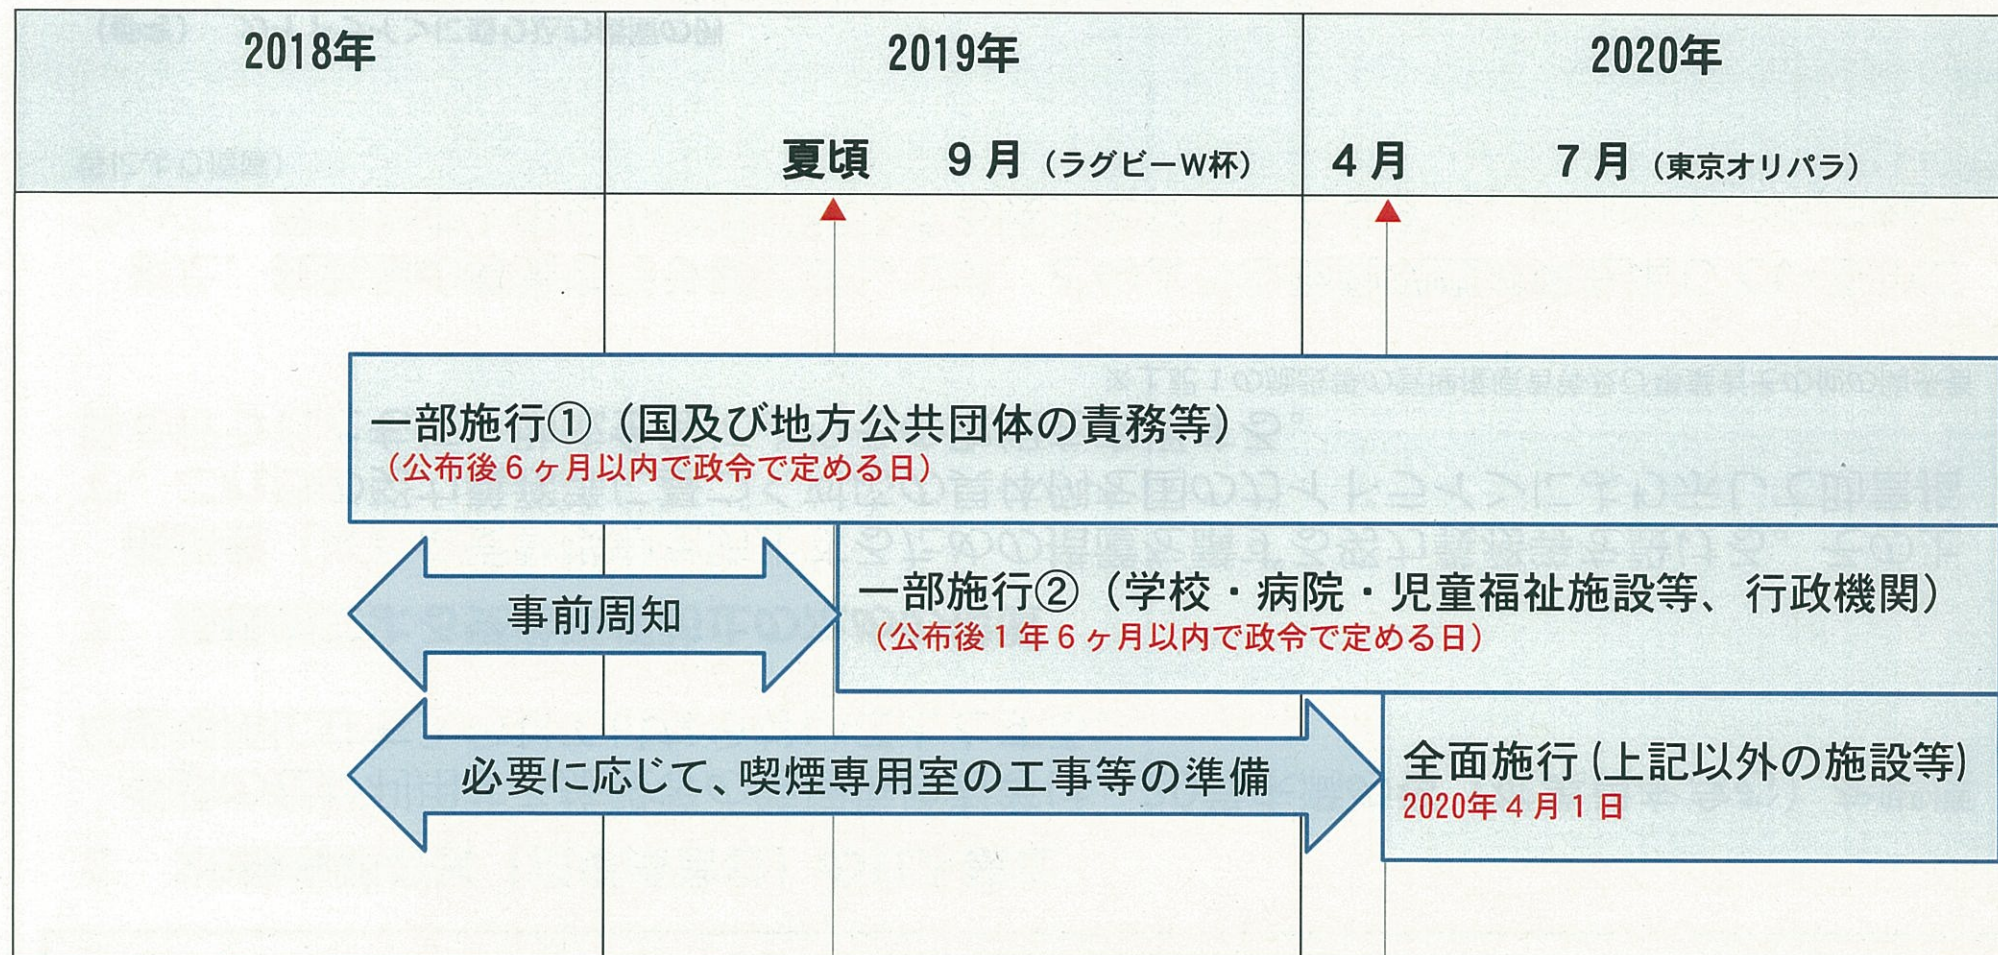 2018年
2019年
2020年
夏頃
9月（ラグビーW杯）
4月
7月（東京オリパラ）
一部施行①（国及び地方公共団体の責務等）
（公布後6ヶ月以内で政令で定める日）
事前周知
一部施行②（学校・病院・児童福祉施設等、行政機関）
（公布後1年6ヶ月以内で政令で定める日）
必要に応じて、喫煙専用室の工事等の準備
全面施行(上記以外の施設等)
2020年4月1日